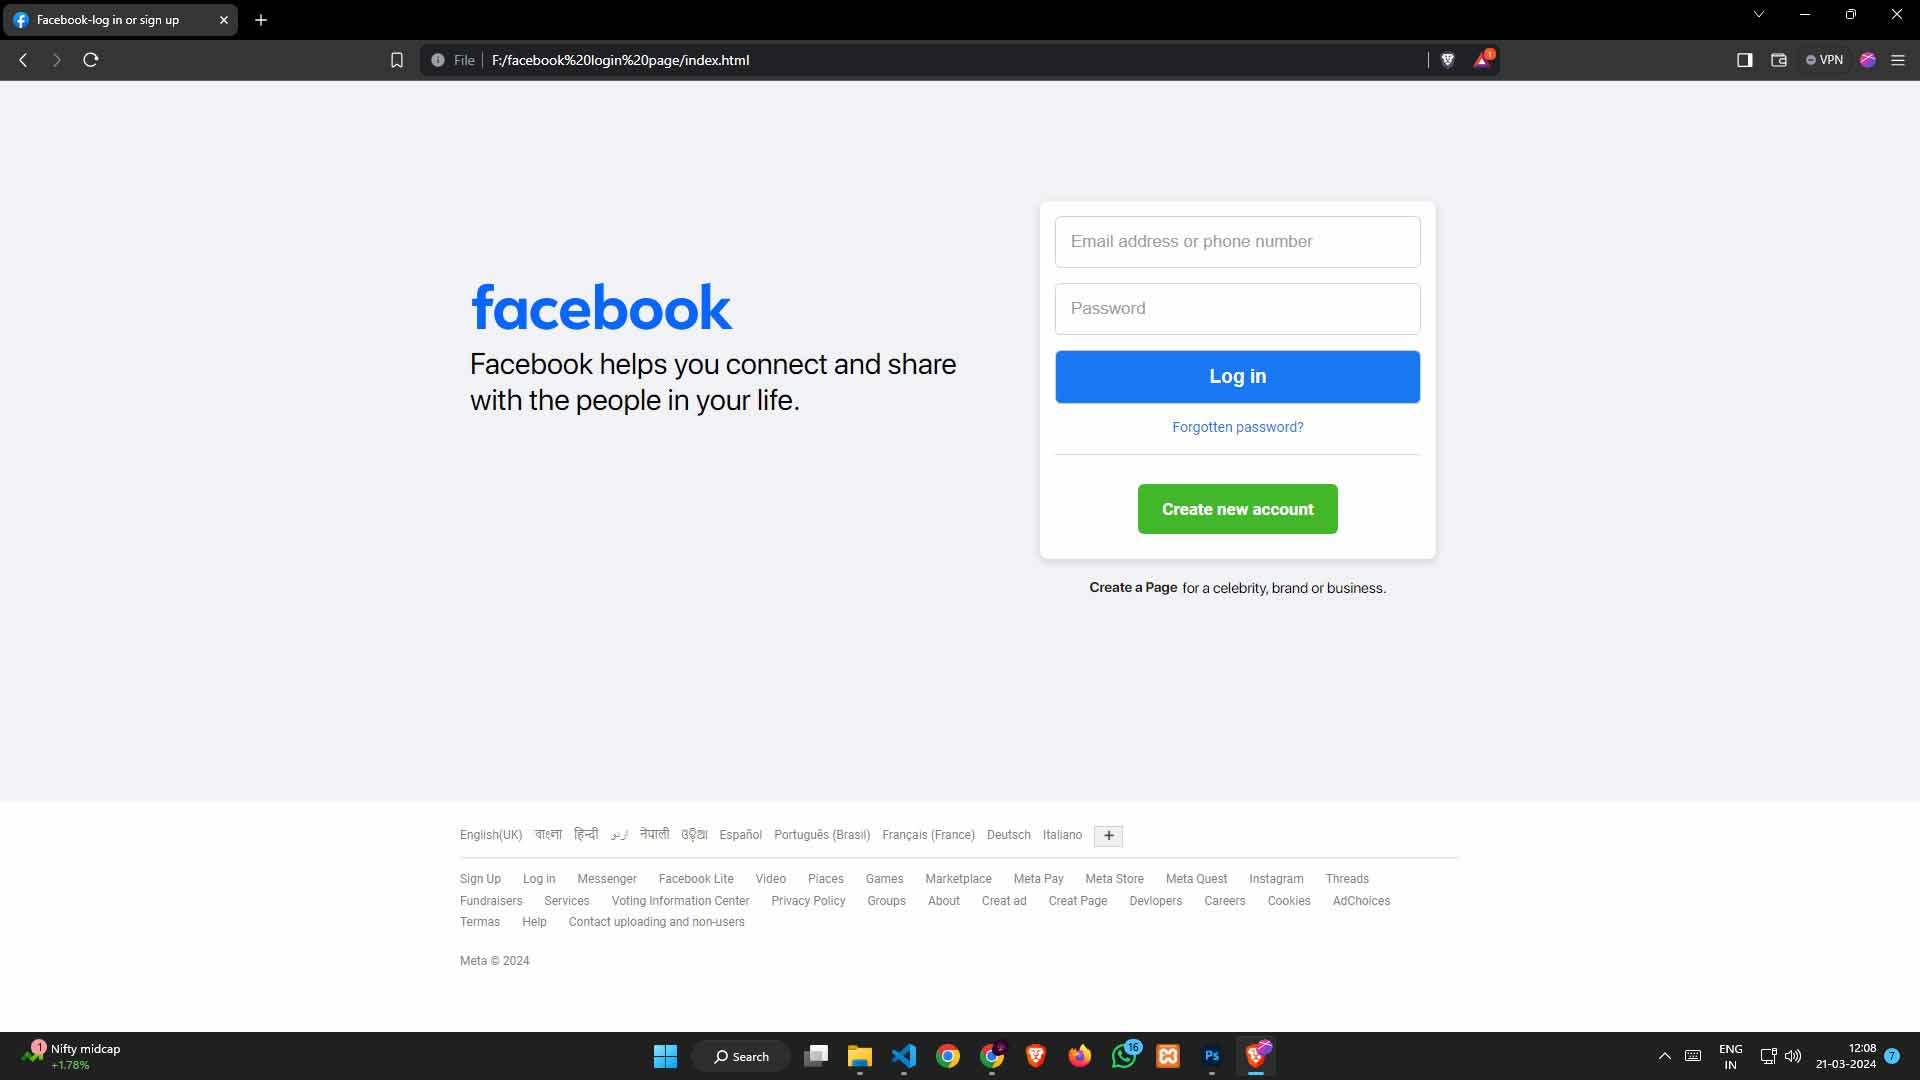 Facebook-log in or sign up
File F:/facebook%20login%20page/index.html 1 VPN
Email address or phone number
Password
facebook
Facebook helps you connect and share
with the people in your life.
Log in
Forgotten password?
Create new account
Create a Page for a celebrity, brand or business.
English(UK) বাংলা हिन्दी اردو नेपाली ଓଡ଼ିଆ Español Português (Brasil) Français (France) Deutsch Italiano +
Sign Up Log in Messenger Facebook Lite Video Piaces Games Marketplace Meta Pay Meta Store Meta Quest Instagram Threads
Fundraisers Services Voting Information Center Privacy Policy Groups About Creat ad Creat Page Devlopers Careers Cookies AdChoices
Termas Help Contact uploading and non-users
Meta © 2024
1 Nifty midcap
+1.78%
Search
16
Ps
ENG
IN
12:08
21-03-2024
7